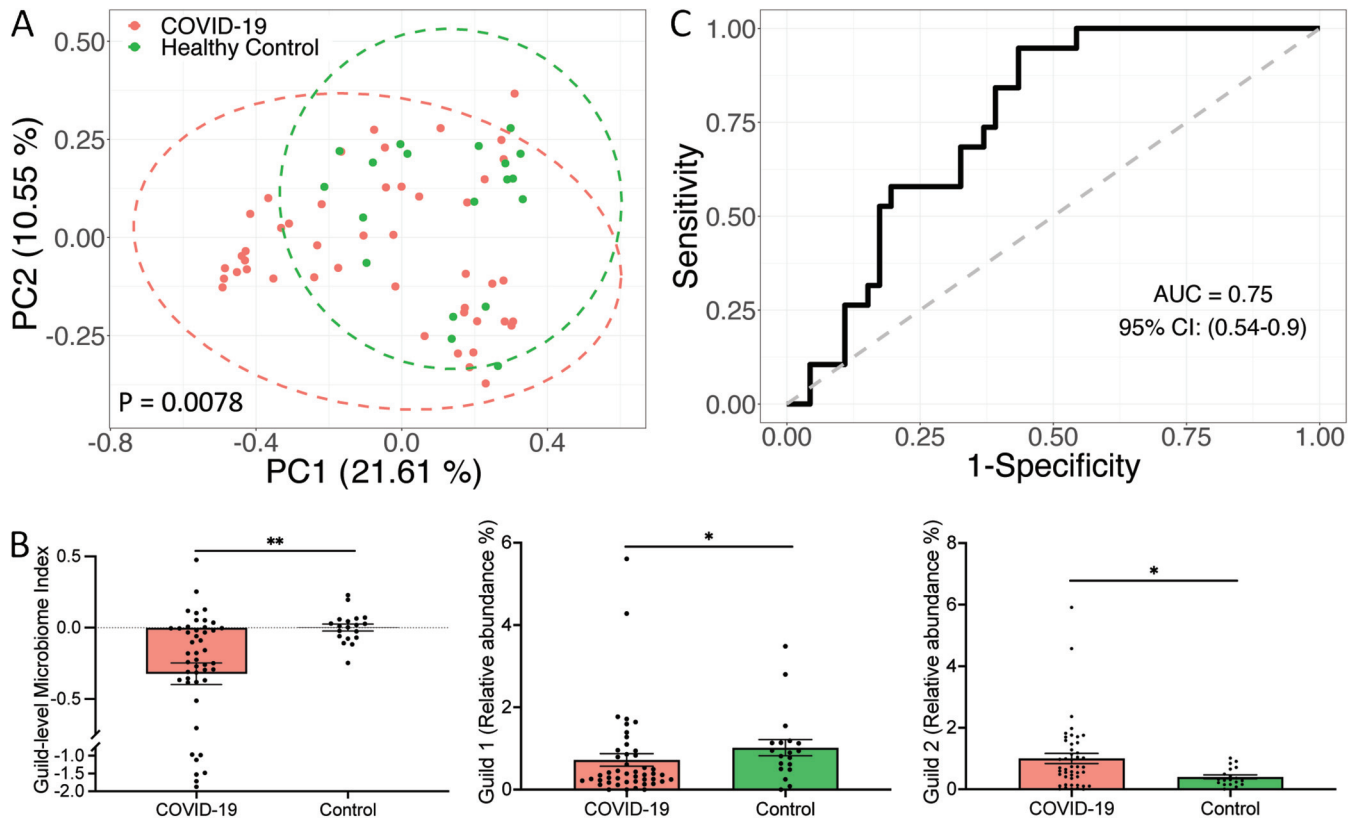 A
COVID-19
Healthy Control
0.50
0.25
0.00
-0.25
PC2 (10.55 %)
P = 0.0078
-0.8
-0.4
0.0
0.4
PC1 (21.61 %)
C
1.00
0.75
0.50
0.25
0.00
Sensitivity
AUC = 0.75
95% CI: (0.54-0.9)
0.00
0.25
0.50
0.75
1.00
1-Specificity
B
Guild-level Microbiome Index
0.5
0.0
-0.5
-1.0
-1.5
-2.0
**
COVID-19
Control
Guild 1 (Relative abundance %)
6
4
2
0
*
COVID-19
Control
Guild 2 (Relative abundance %)
8
6
4
2
0
*
COVID-19
Control